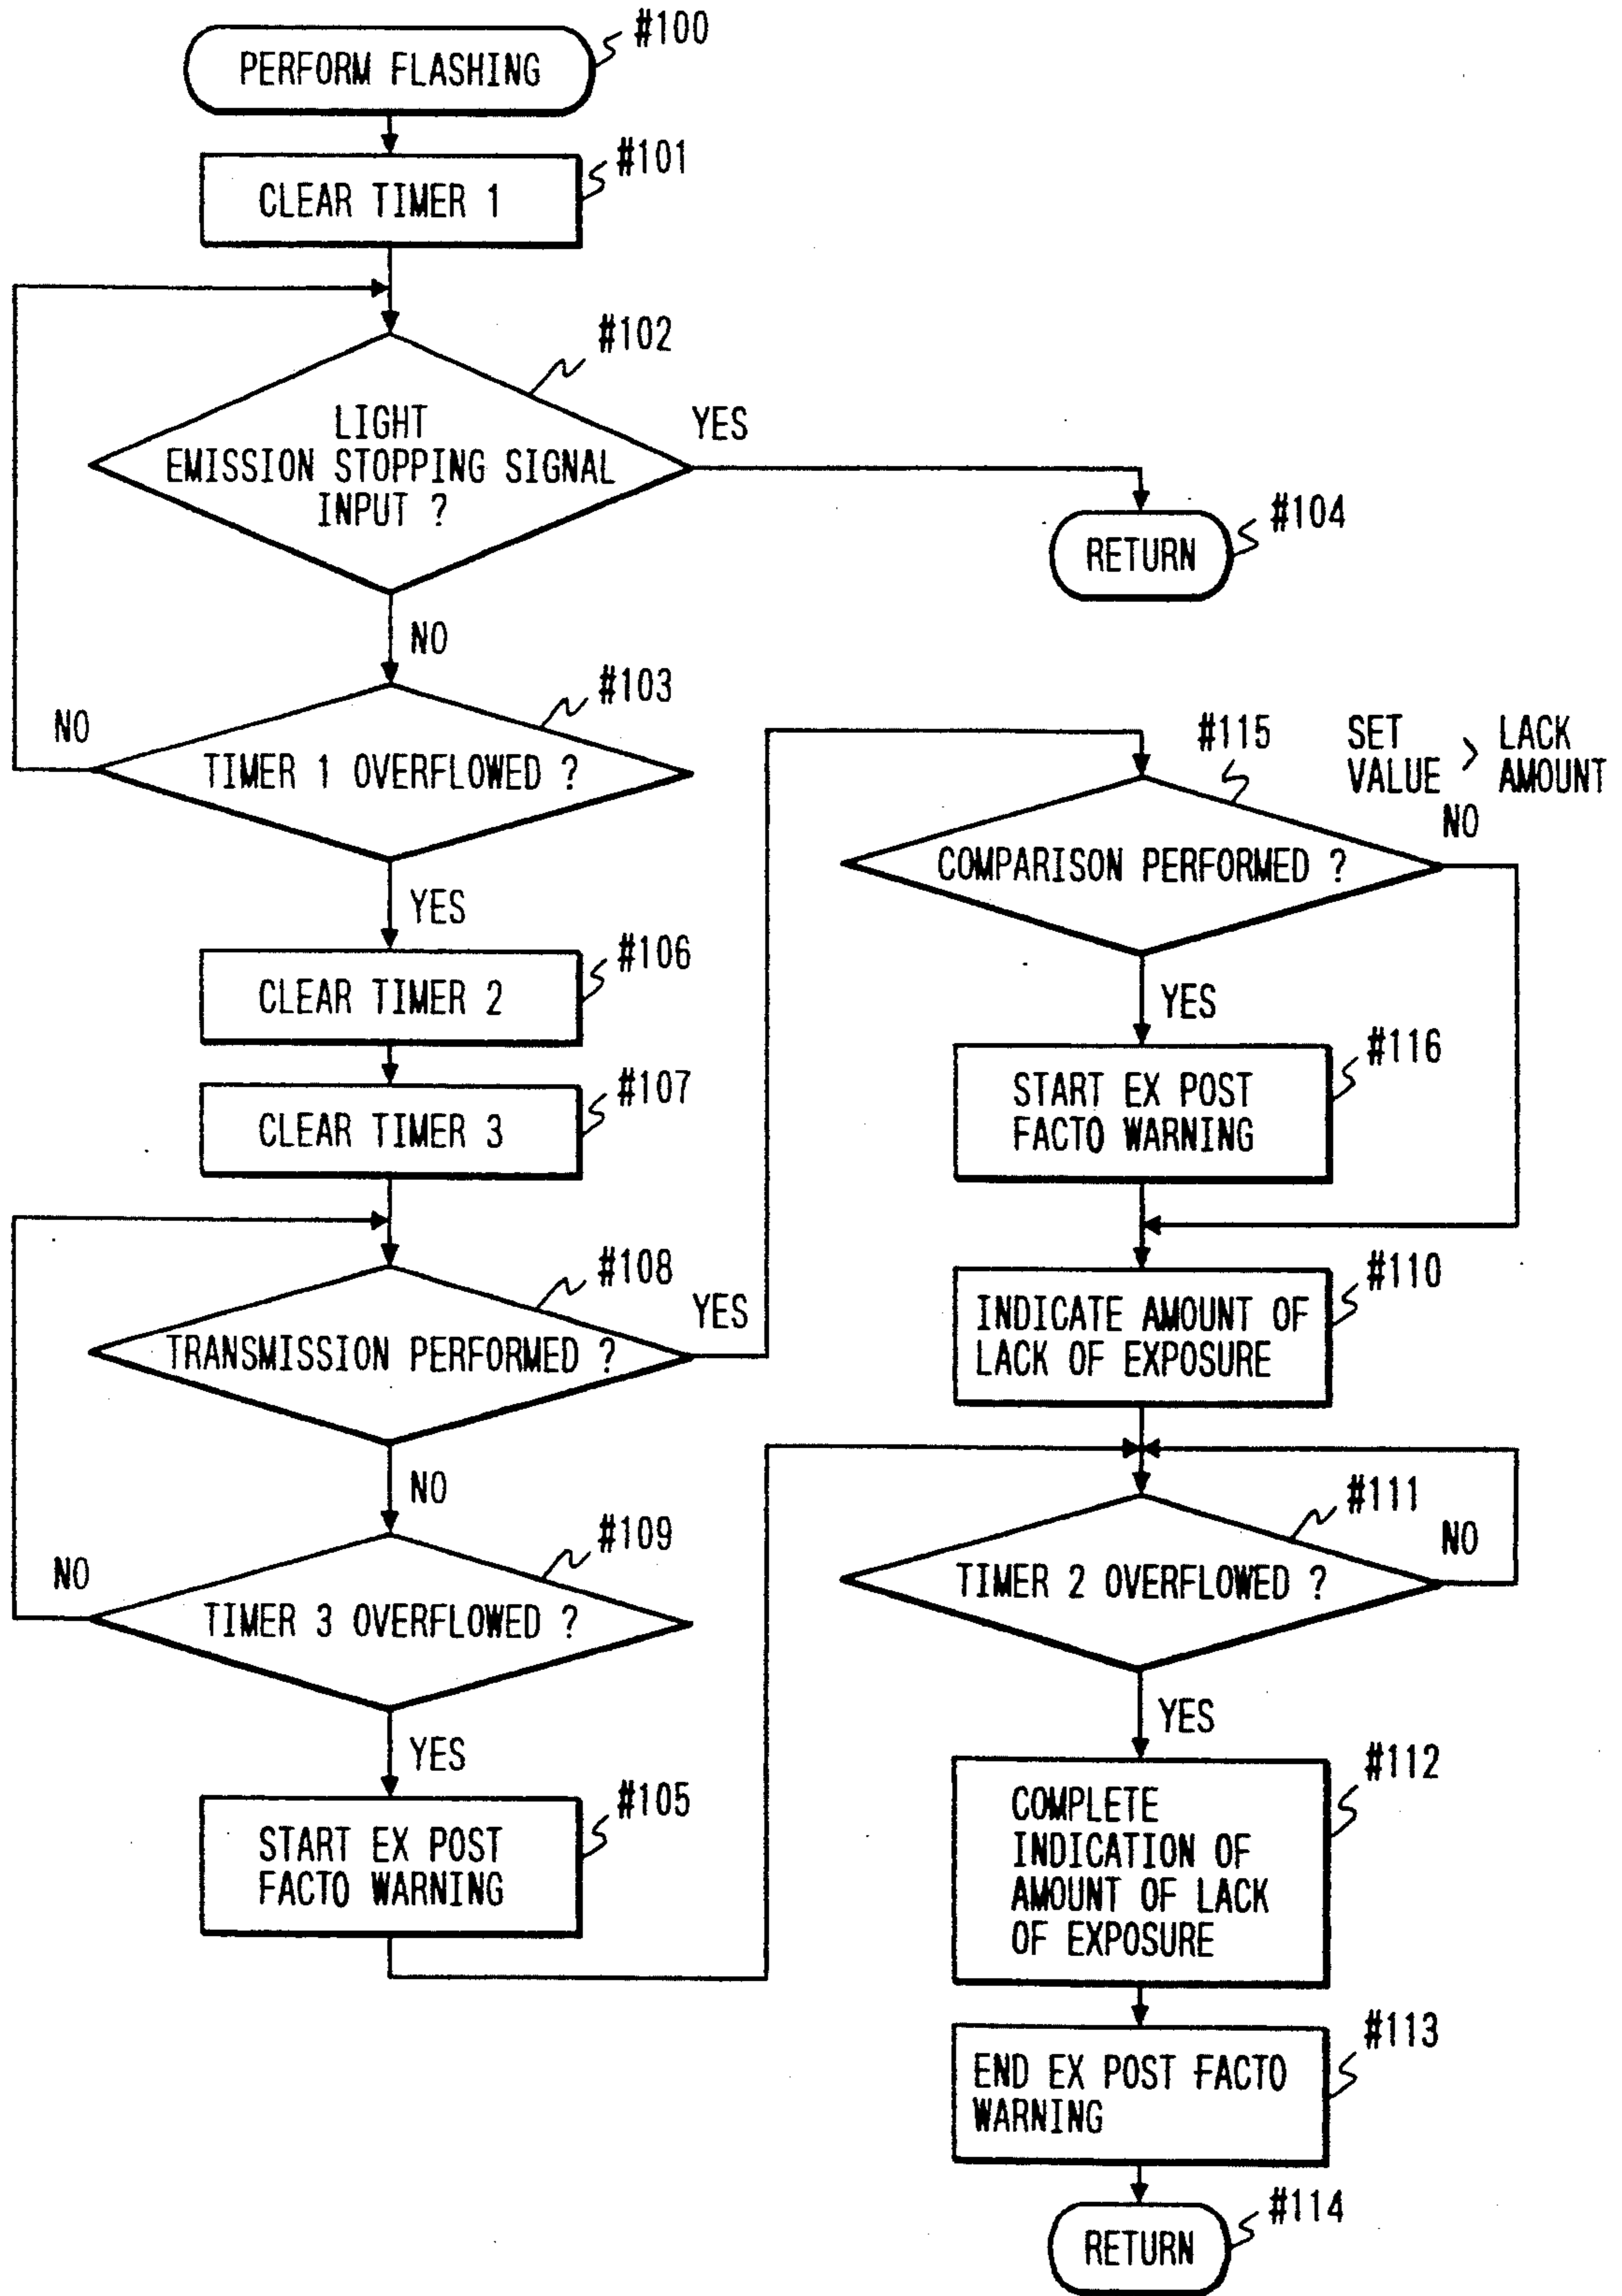 #100
PERFORM FLASHING
#101
CLEAR TIMER 1
#102
LIGHT
EMISSION STOPPING SIGNAL
INPUT ?
YES
#104
RETURN
NO
#103
NO
TIMER 1 OVERFLOWED ?
YES
#106
CLEAR TIMER 2
#107
CLEAR TIMER 3
#108
TRANSMISSION PERFORMED ?
YES
NO
#109
NO
TIMER 3 OVERFLOWED ?
YES
#105
START EX POST
FACTO WARNING
#115
SET
VALUE > LACK
AMOUNT
NO
COMPARISON PERFORMED ?
YES
#116
START EX POST
FACTO WARNING
#110
INDICATE AMOUNT OF
LACK OF EXPOSURE
#111
NO
TIMER 2 OVERFLOWED ?
YES
#112
COMPLETE
INDICATION OF
AMOUNT OF LACK
OF EXPOSURE
#113
END EX POST FACTO
WARNING
#114
RETURN